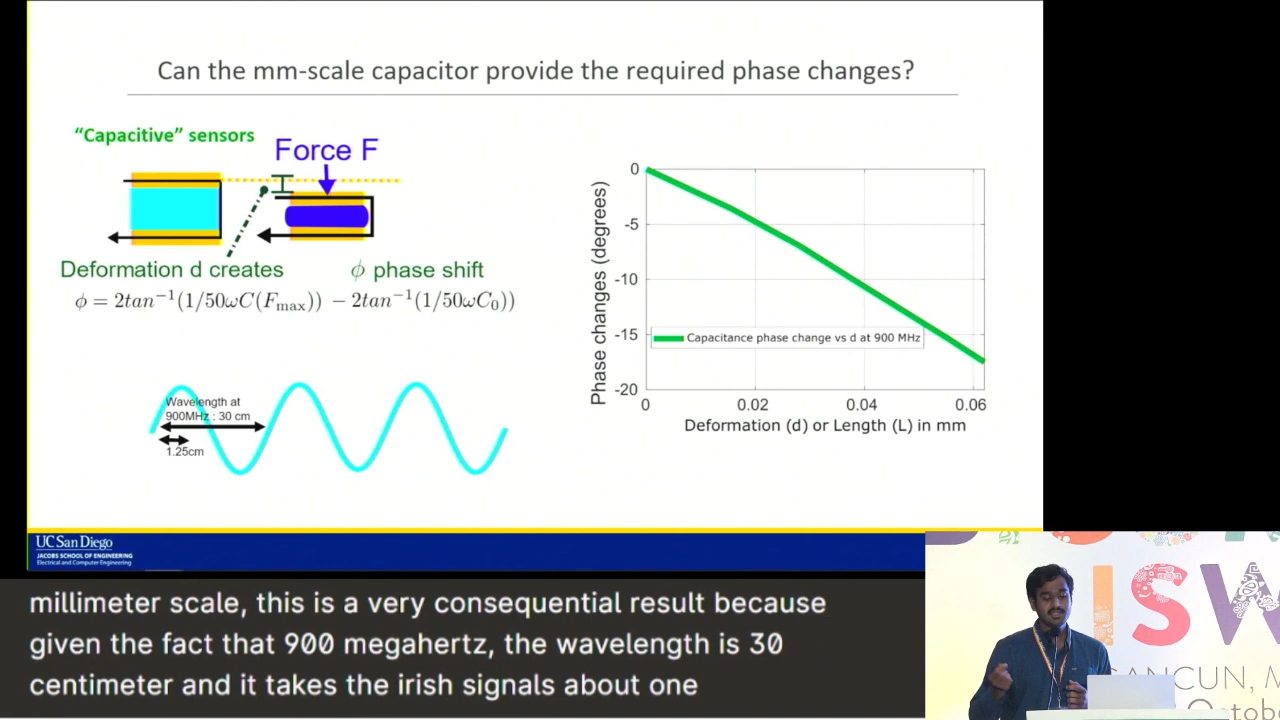 Can the mm-scale capacitor provide the required phase changes?
“Capacitive” sensors
Force F
Deformation d creates
ϕ phase shift
ϕ = 2tan⁻¹(1/50ωC(Fmax)) − 2tan⁻¹(1/50ωC₀))
Wavelength at
900MHz : 30 cm
1.25cm
Phase changes (degrees)
0
-5
-10
-15
-20
Capacitance phase change vs d at 900 MHz
0
0.02
0.04
0.06
Deformation (d) or Length (L) in mm
UC San Diego
JACOBS SCHOOL OF ENGINEERING
Electrical and Computer Engineering
millimeter scale, this is a very consequential result because
given the fact that 900 megahertz, the wavelength is 30
centimeter and it takes the irish signals about one
ISW
CANCUN, M
Octob